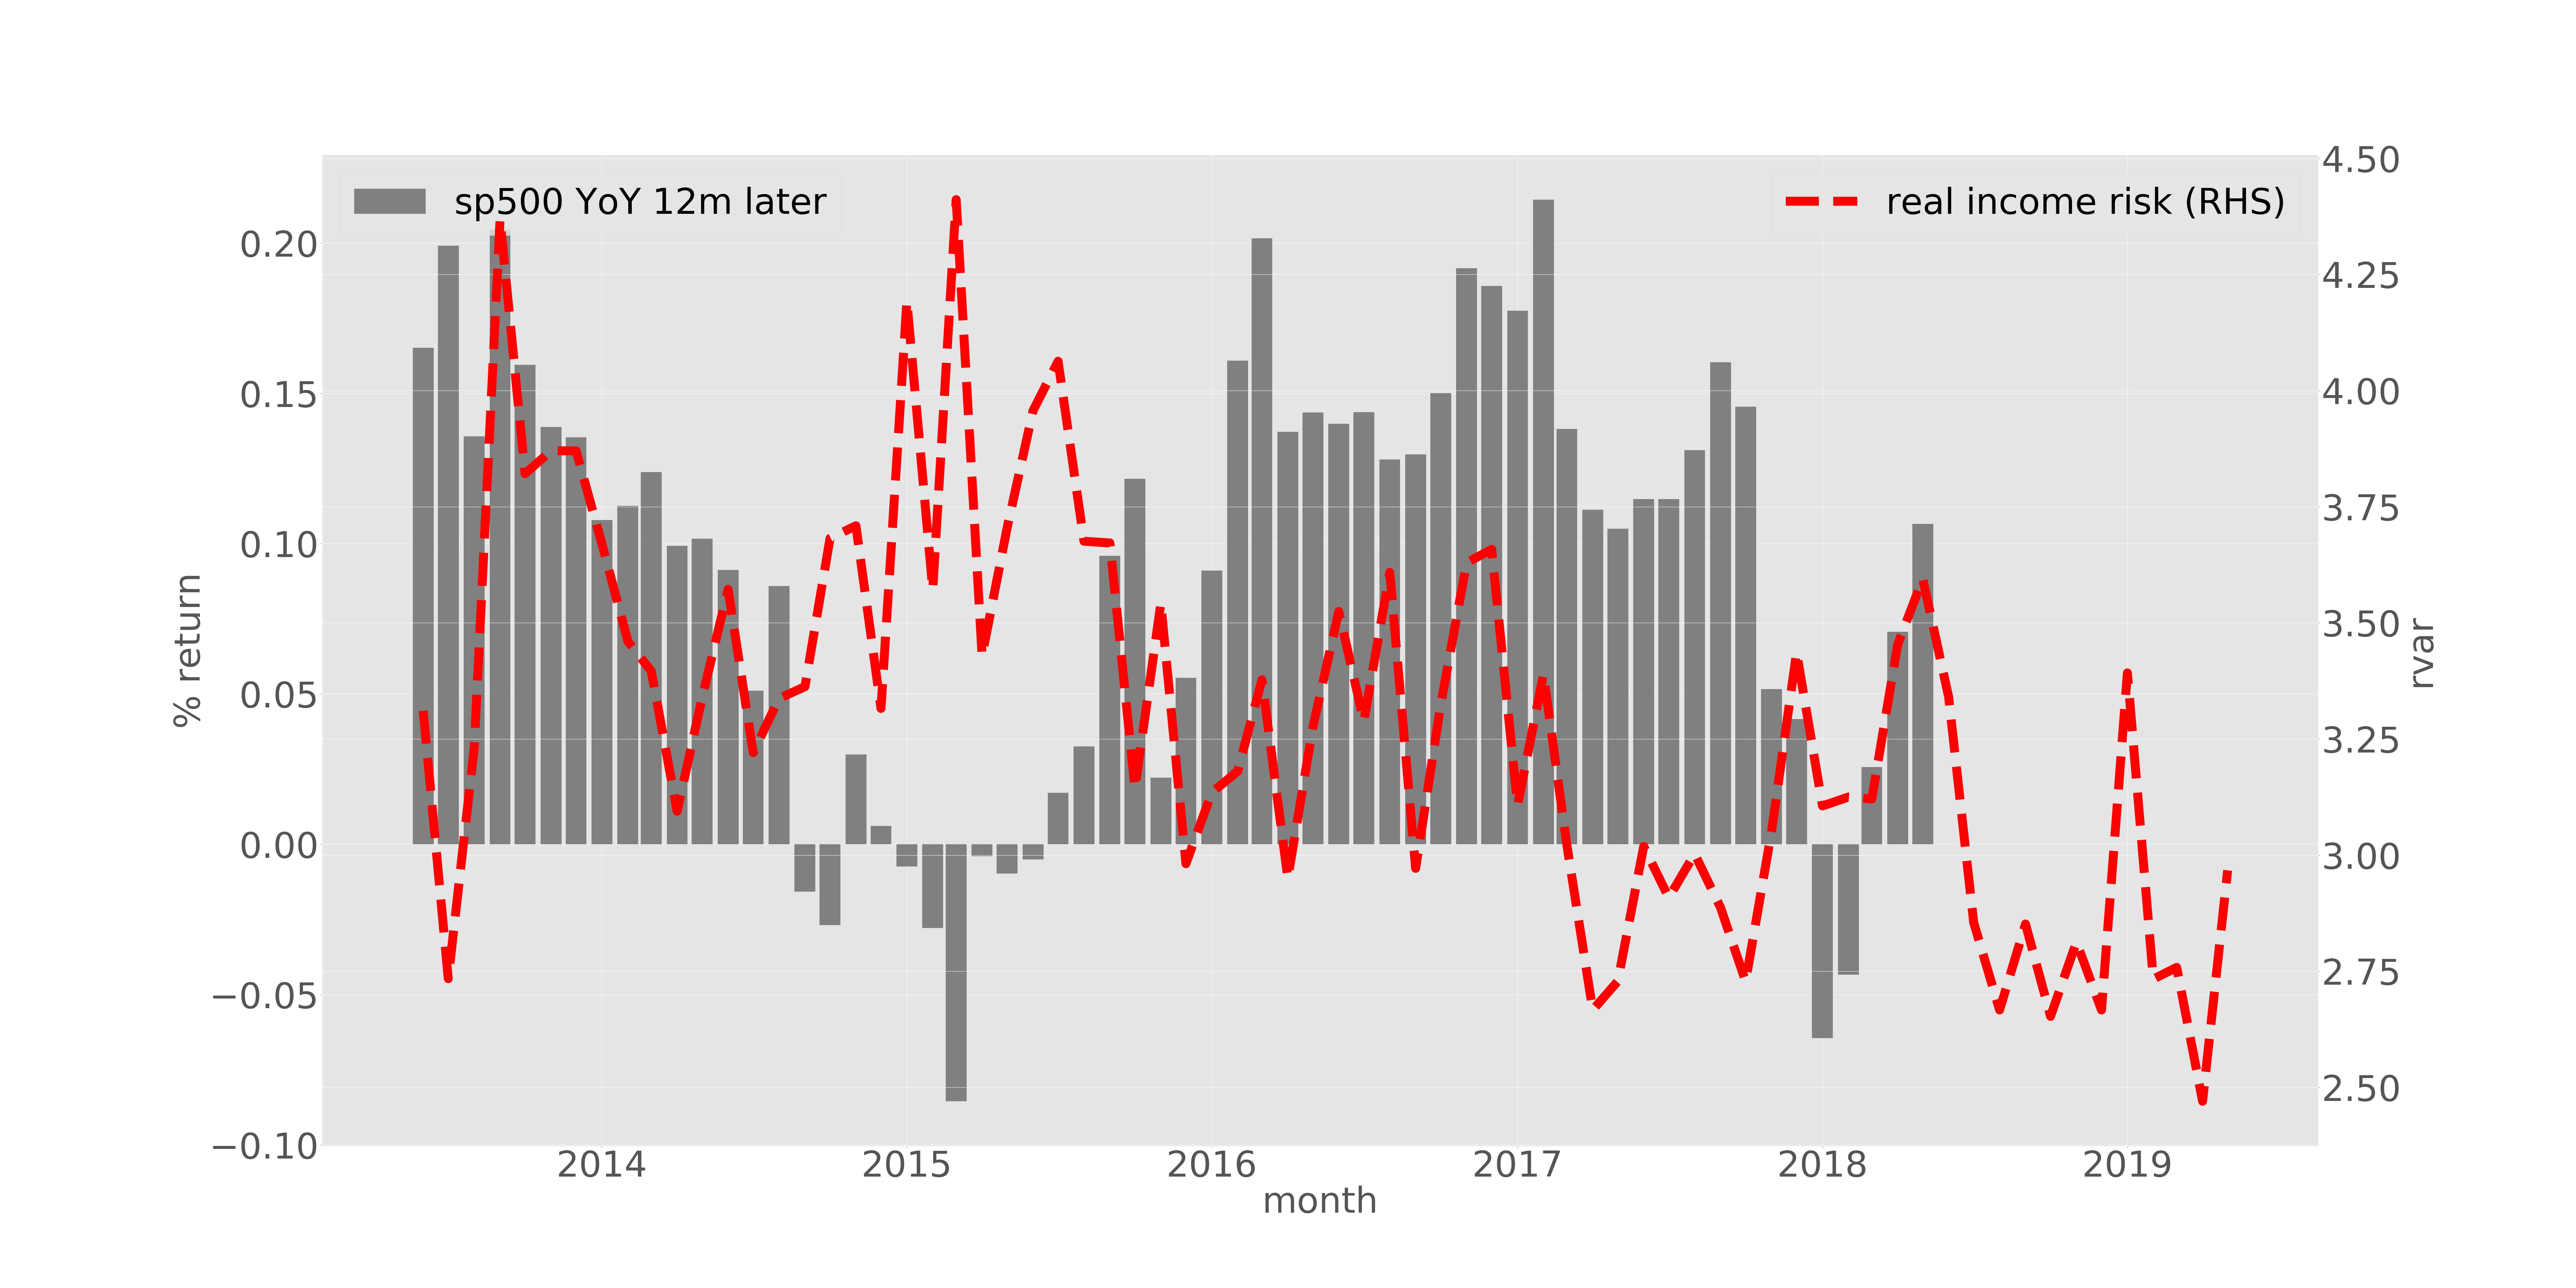 sp500 YoY 12m later
real income risk (RHS)
0.20
0.15
0.10
0.05
0.00
−0.05
−0.10
% return
4.50
4.25
4.00
3.75
3.50
3.25
3.00
2.75
2.50
rvar
2014 2015 2016 2017 2018 2019
month